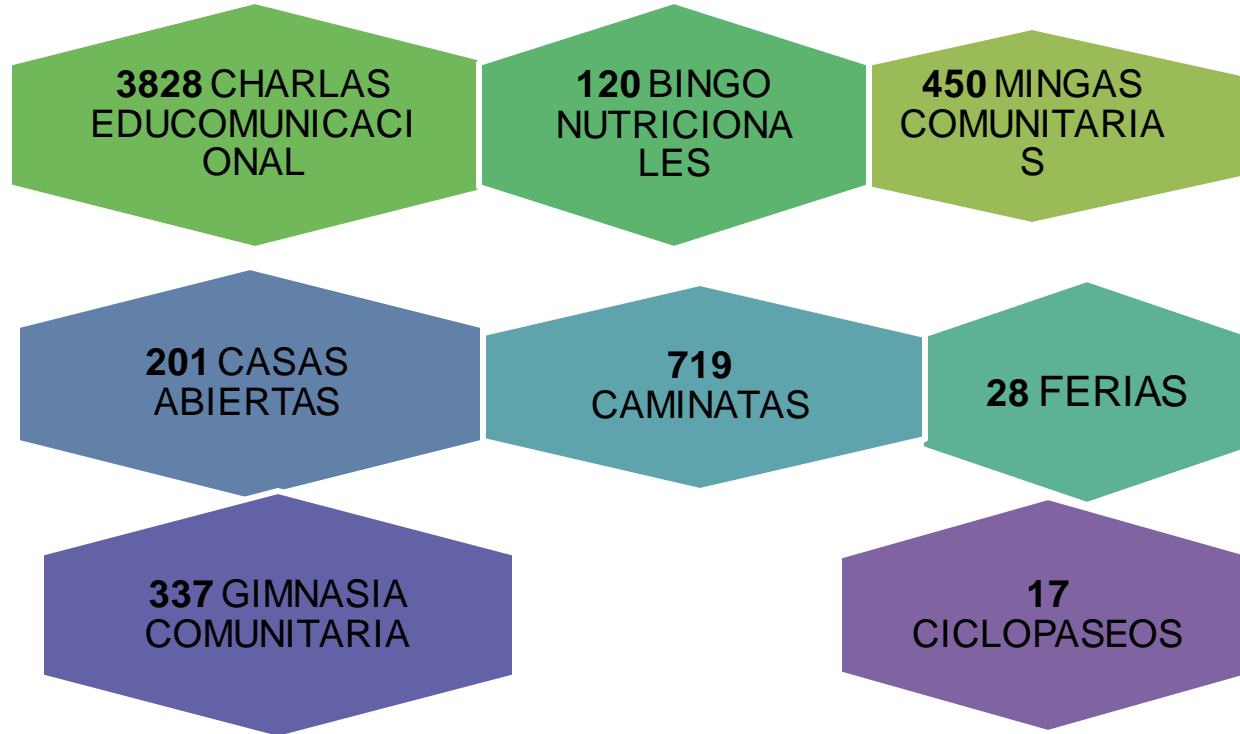 3828 CHARLAS
EDUCOMUNICACI
ONAL
120 BINGO
NUTRICIONA
LES
450 MINGAS
COMUNITARIA
S
201 CASAS
ABIERTAS
719
CAMINATAS
28 FERIAS
337 GIMNASIA
COMUNITARIA
17
CICLOPASEOS